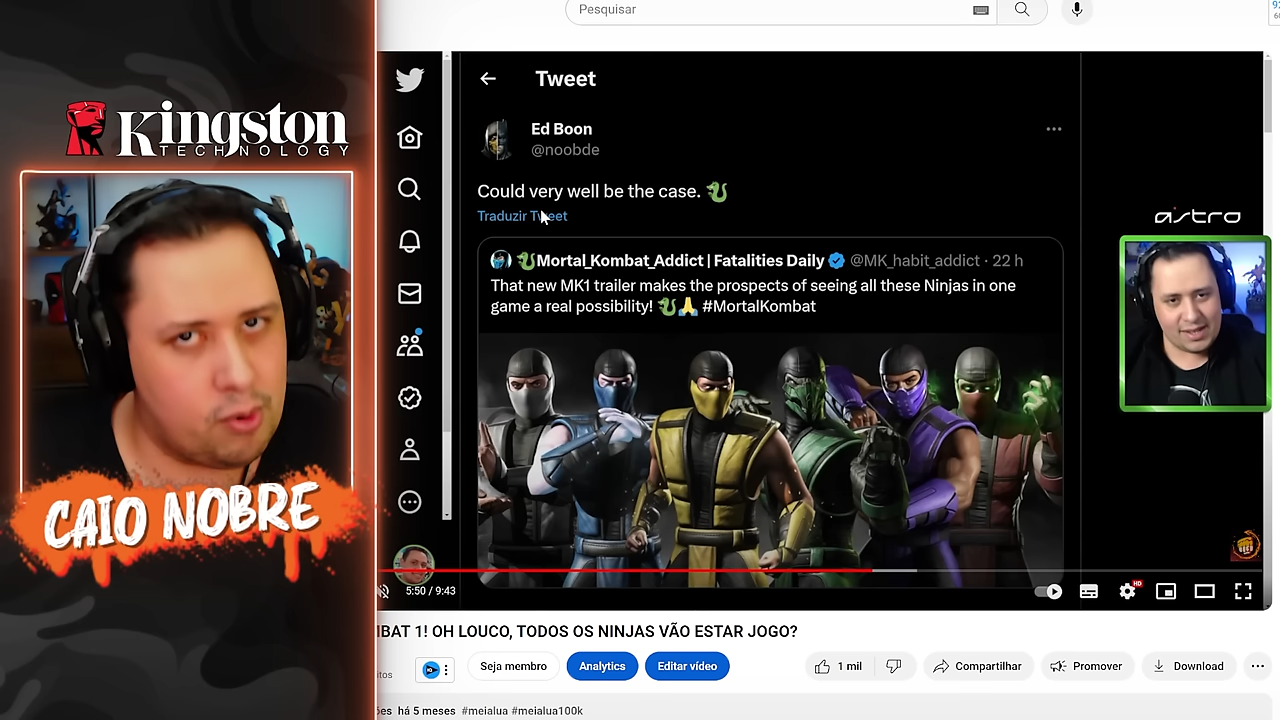 Pesquisar
Kingston
TECHNOLOGY
CAIO NOBRE
Tweet
Ed Boon
@noobde
Could very well be the case. 🐉
Traduzir Tweet
🐉Mortal_Kombat_Addict | Fatalities Daily @MK_habit_addict · 22 h
That new MK1 trailer makes the prospects of seeing all these Ninjas in one
game a real possibility! 🐉🙏 #MortalKombat
astro
5:50 / 9:43
HD
BAT 1! OH LOUCO, TODOS OS NINJAS VÃO ESTAR JOGO?
itos
Seja membro
Analytics
Editar vídeo
1 mil
Compartilhar
Promover
Download
ões há 5 meses #meialua #meialua100k